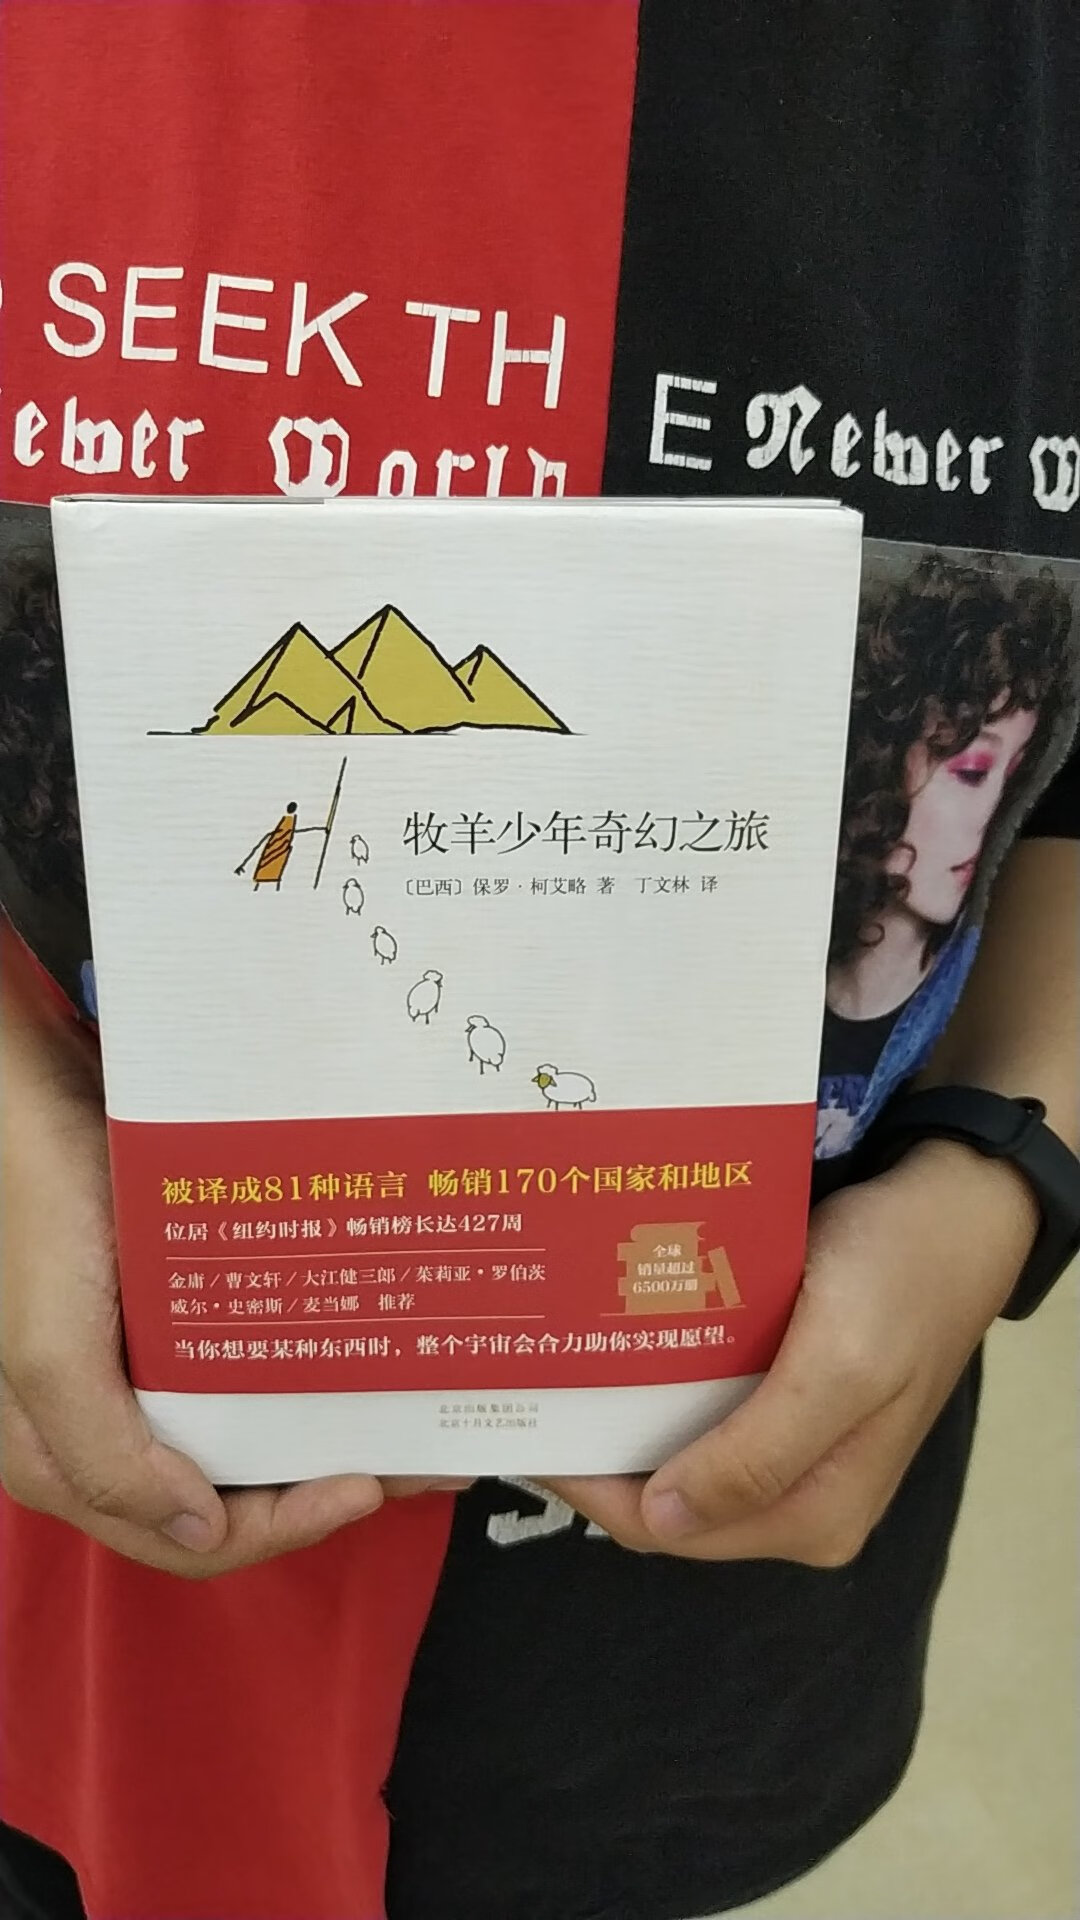 SEEK TH
E Newer W
ewer World
牧羊少年奇幻之旅
〔巴西〕保罗·柯艾略 著 丁文林 译
被译成81种语言 畅销170个国家和地区
位居《纽约时报》畅销榜长达427周
金庸/曹文轩/大江健三郎/茱莉亚·罗伯茨
威尔·史密斯/麦当娜 推荐
全球
销量超过
6500万册
当你想要某种东西时，整个宇宙会合力助你实现愿望。
北京出版集团公司
北京十月文艺出版社